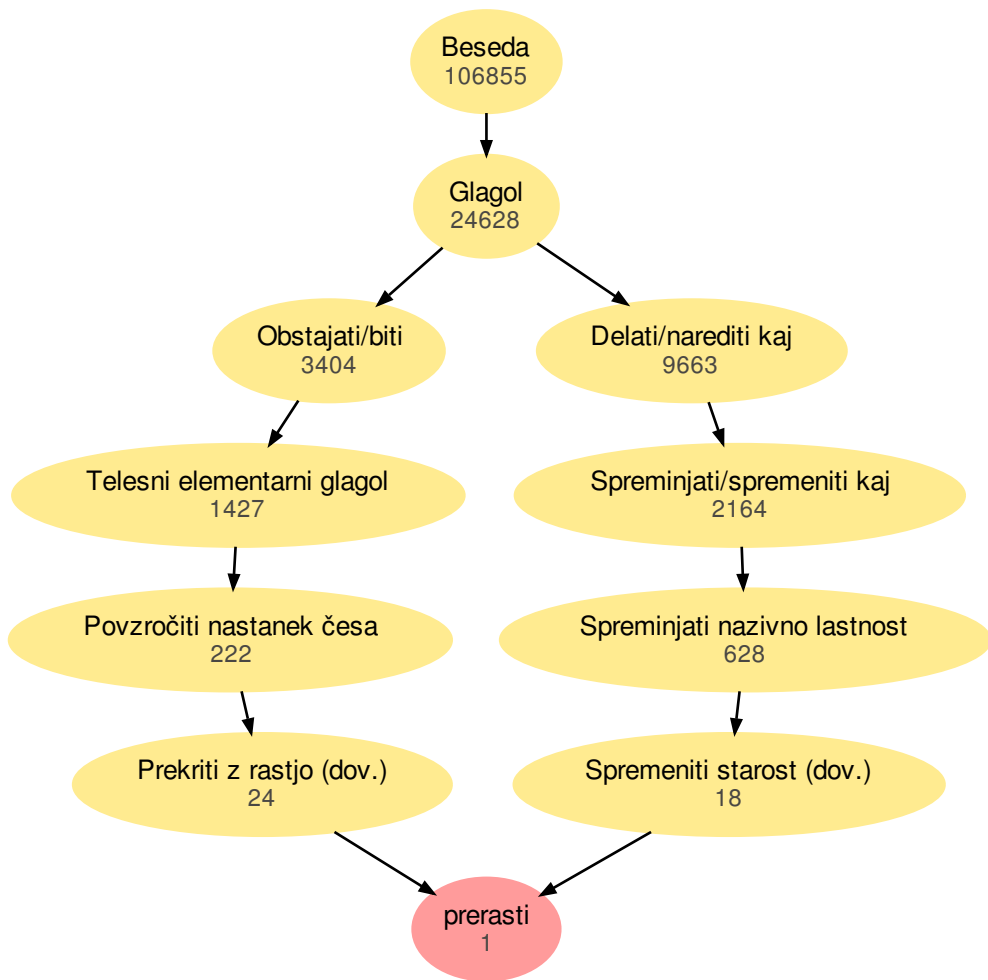 Beseda
106855
Glagol
24628
Obstajati/biti
3404
Delati/narediti kaj
9663
Telesni elementarni glagol
1427
Spreminjati/spremeniti kaj
2164
Povzročiti nastanek česa
222
Spreminjati nazivno lastnost
628
Prekriti z rastjo (dov.)
24
Spremeniti starost (dov.)
18
prerasti
1